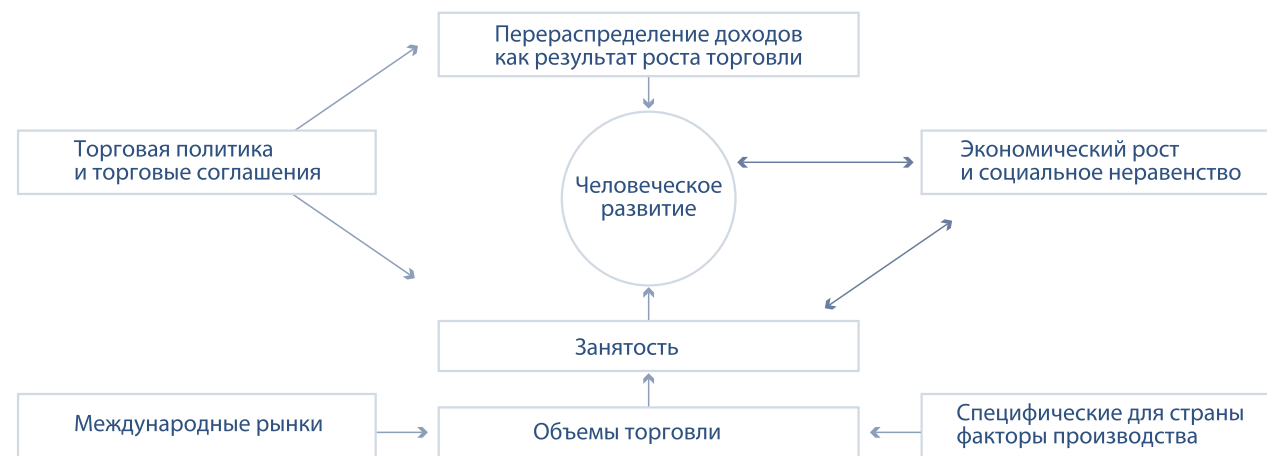 Перераспределение доходов
как результат роста торговли
Торговая политика
и торговые соглашения
Человеческое
развитие
Экономический рост
и социальное неравенство
Занятость
Международные рынки
Объемы торговли
Специфические для страны
факторы производства